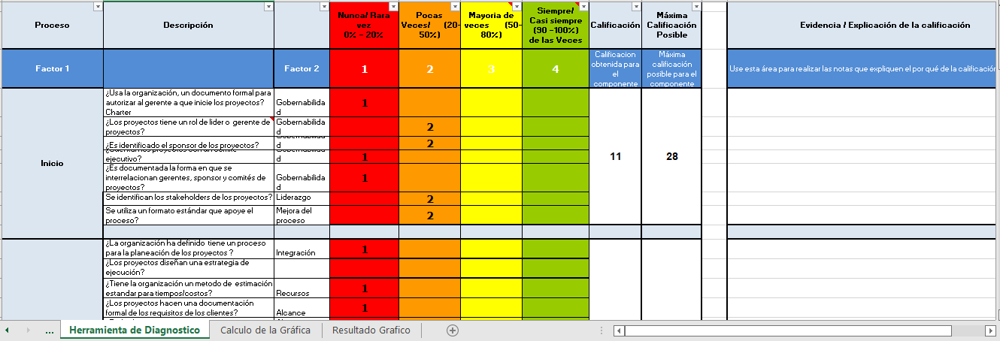 Proceso
Descripción
Nunca/ Rara
vez
0% - 20%
Pocas
Veces/ (20-
50%)
Mayoria de
veces (50-
80%)
Siempre/
Casi siempre
(90 -100%)
de las Veces
Calificación
Máxima
Calificación
Posible
Evidencia / Explicación de la calificación
Factor 1
Factor 2
1
2
3
4
Calificacion
obtenida para
el
componente
Máxima
calificación
posible para el
componente
Use esta área para realizar las notas que expliquen el por qué de la calificación
Inicio
¿Usa la organización, un documento formal para
autorizar al gerente a que inicie los proyectos?
Charter
Gobernabilida
d
1
¿Los proyectos tiene un rol de lider o gerente de
proyectos?
Gobernabilida
d
2
¿Es identificado el sponsor de los proyectos?
d
2
ejecutivo?
d
1
¿Es documentada la forma en que se
interrelacionan gerentes, sponsor y comités de
proyectos?
Gobernabilida
d
1
Se identifican los stakeholders de los proyectos?
Liderazgo
2
Se utiliza un formato estándar que apoye el
proceso?
Mejora del
proceso
2
11
28
¿La organización ha definido tiene un proceso
para la planeación de los proyectos ?
Integración
1
¿Los proyectos diseñan una estrategia de
ejecución?
¿Tiene la organización un metodo de estimación
estandar para tiempos/costos?
Recursos
1
¿Los proyectos hacen una documentación
formal de los requisitos de los clientes?
Alcance
1
...
Herramienta de Diagnostico
Calculo de la Gráfica
Resultado Grafico